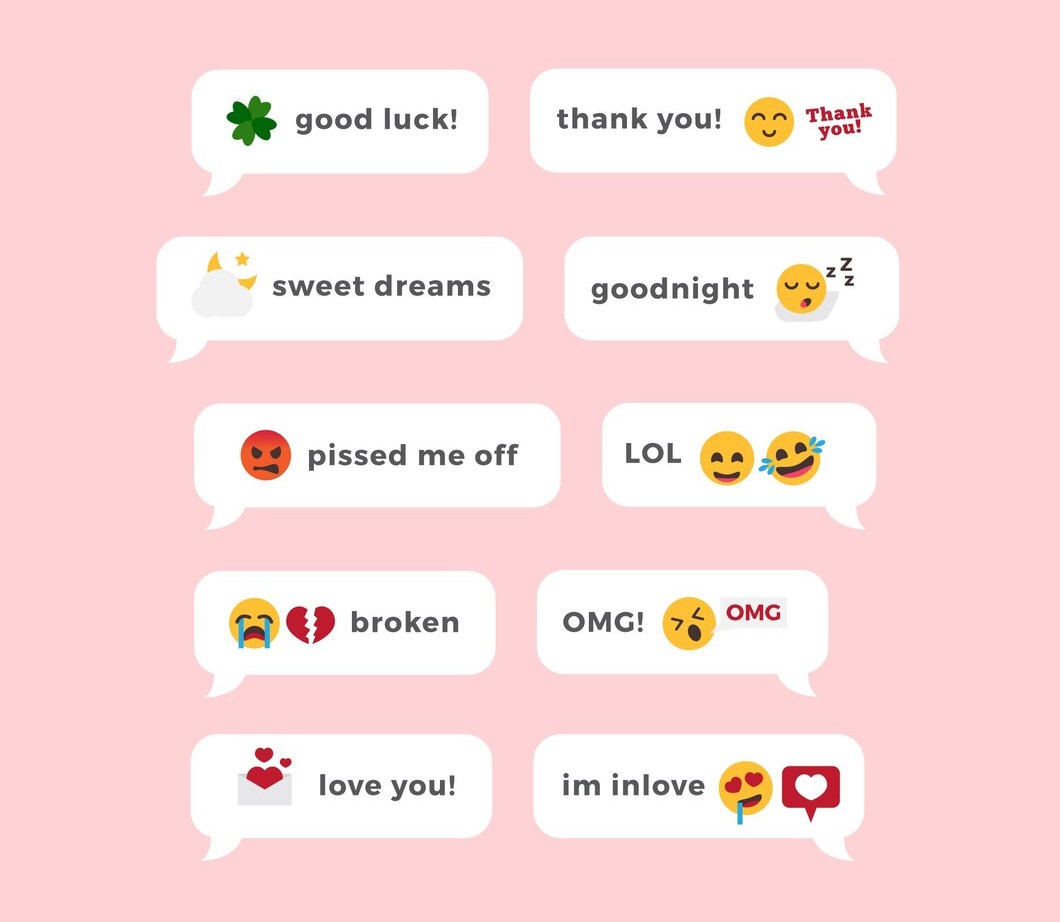 good luck!
thank you! Thank
you!
sweet dreams
goodnight z Z z
pissed me off
LOL
broken
OMG! OMG
love you!
im inlove